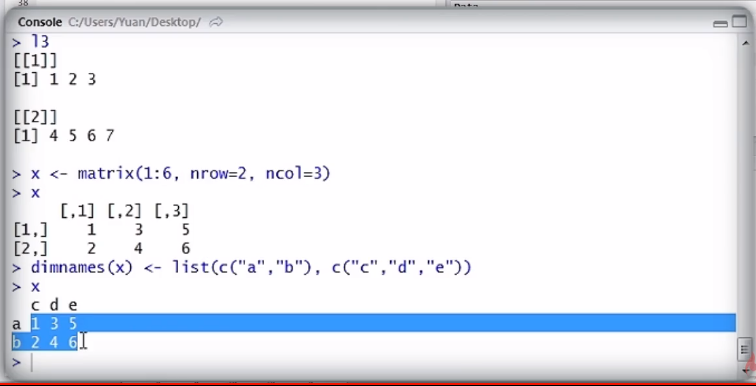 38
Console C:/Users/Yuan/Desktop/
> l3
[[1]]
[1] 1 2 3
[[2]]
[1] 4 5 6 7
> x <- matrix(1:6, nrow=2, ncol=3)
> x
[,1] [,2] [,3]
[1,] 1 3 5
[2,] 2 4 6
> dimnames(x) <- list(c("a","b"), c("c","d","e"))
> x
c d e
a 1 3 5
b 2 4 6
>